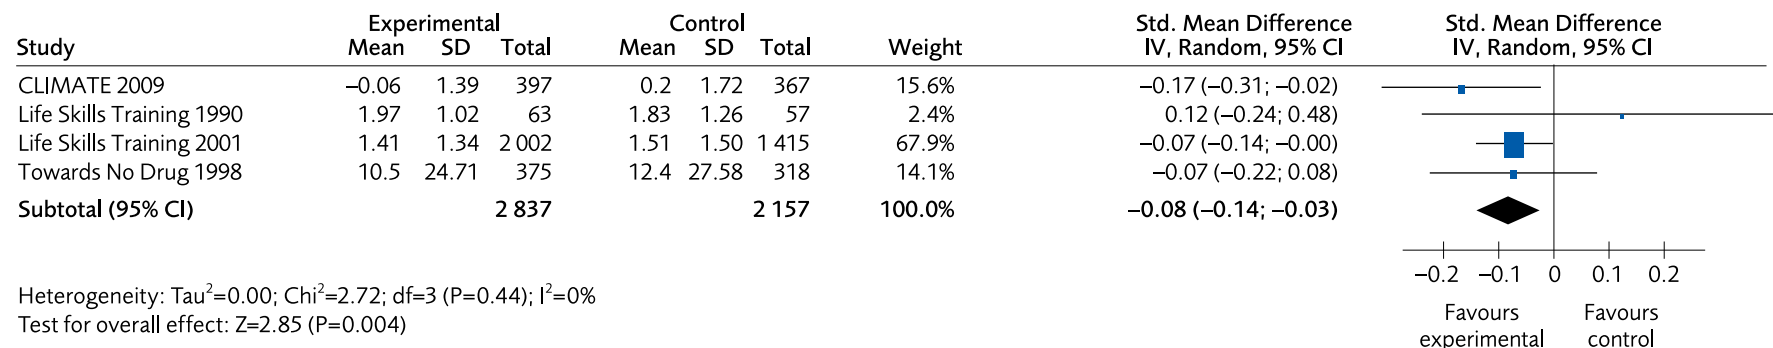 Experimental Control Std. Mean Difference Std. Mean Difference
Study Mean SD Total Mean SD Total Weight IV, Random, 95% CI IV, Random, 95% CI
CLIMATE 2009 –0.06 1.39 397 0.2 1.72 367 15.6% –0.17 (–0.31; –0.02)
Life Skills Training 1990 1.97 1.02 63 1.83 1.26 57 2.4% 0.12 (–0.24; 0.48)
Life Skills Training 2001 1.41 1.34 2 002 1.51 1.50 1 415 67.9% –0.07 (–0.14; –0.00)
Towards No Drug 1998 10.5 24.71 375 12.4 27.58 318 14.1% –0.07 (–0.22; 0.08)
Subtotal (95% CI) 2 837 2 157 100.0% –0.08 (–0.14; –0.03)
–0.2 –0.1 0 0.1 0.2
Heterogeneity: Tau²=0.00; Chi²=2.72; df=3 (P=0.44); I²=0%
Test for overall effect: Z=2.85 (P=0.004)
Favours Favours
experimental control